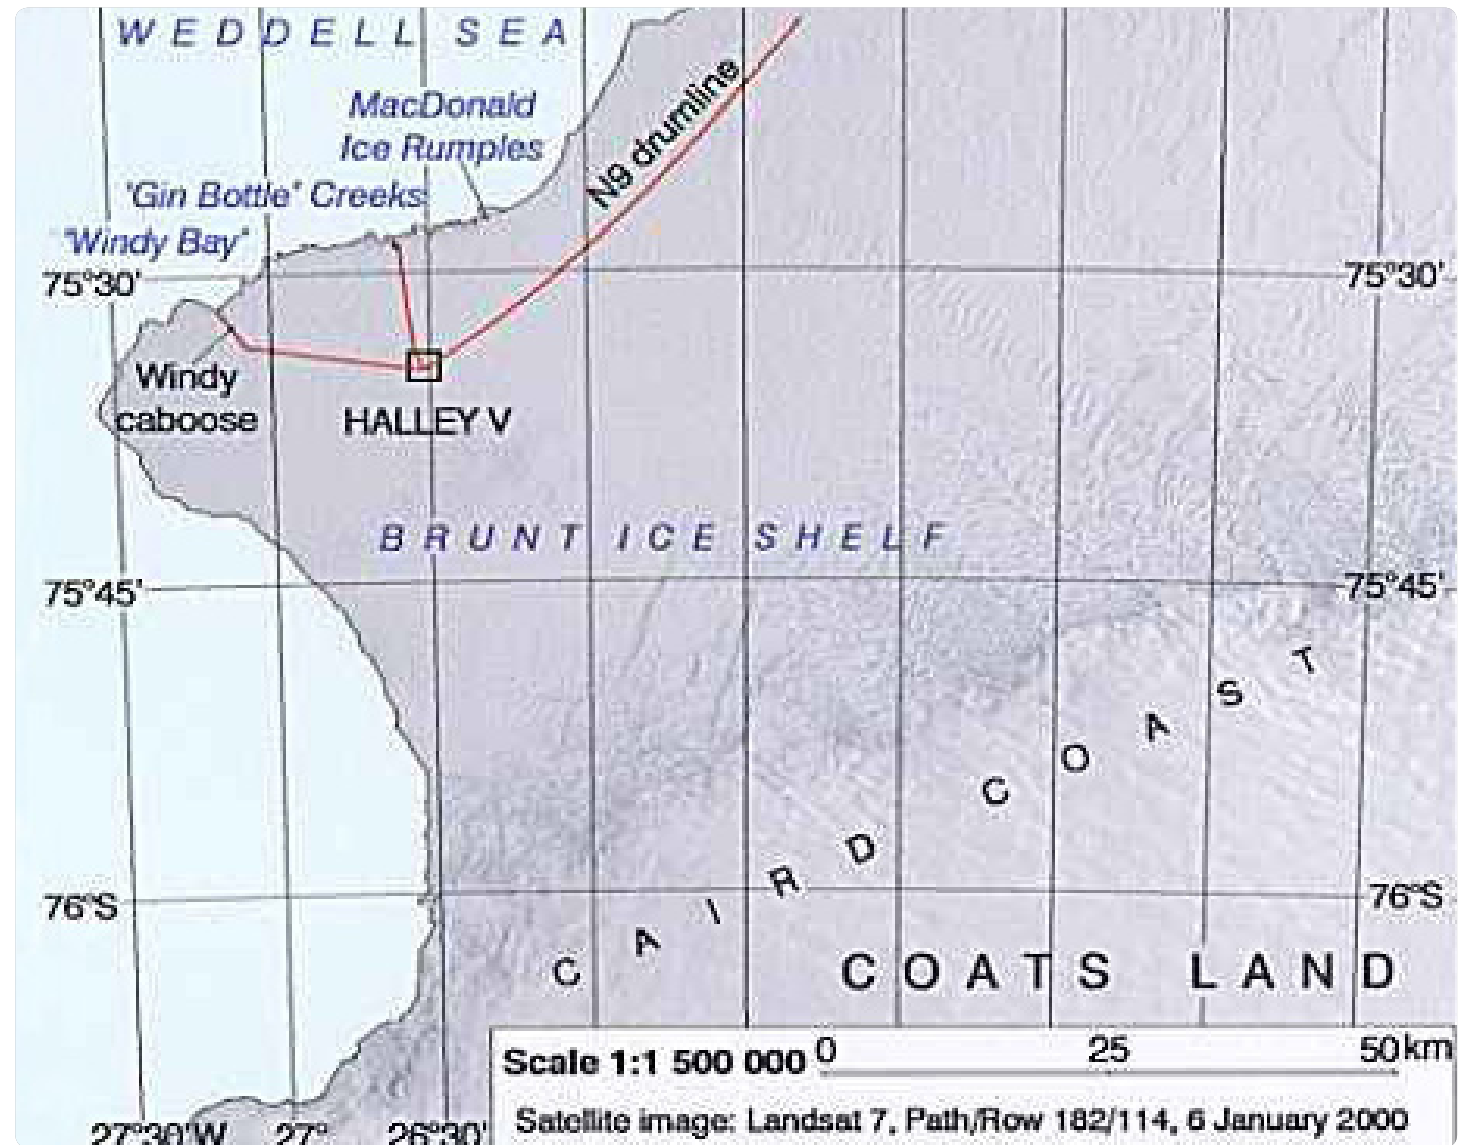 WEDDELL SEA
MacDonald
Ice Rumples
N9 drumline
'Gin Bottle' Creeks
'Windy Bay'
75°30'
75°30'
Windy
caboose
HALLEY V
BRUNT ICE SHELF
75°45'
75°45'
CAIRD COAST
76°S
76°S
COATS LAND
Scale 1:1 500 000
0 25 50km
Satellite image: Landsat 7, Path/Row 182/114, 6 January 2000
27°30'W 27° 26°30'